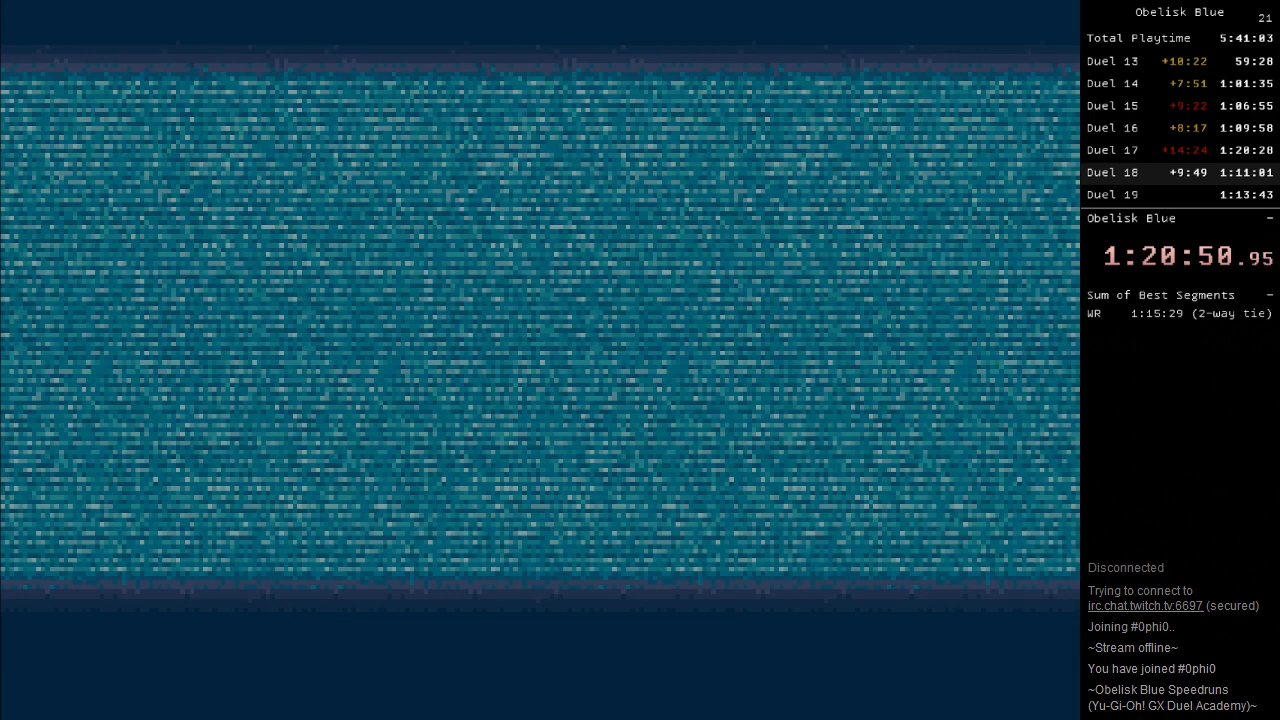 Obelisk Blue
21
Total Playtime 5:41:03
Duel 13 +10:22 59:28
Duel 14 +7:51 1:01:35
Duel 15 +9:22 1:06:55
Duel 16 +8:17 1:09:58
Duel 17 +14:24 1:20:28
Duel 18 +9:49 1:11:01
Duel 19 1:13:43
Obelisk Blue –
1:20:50.95
Sum of Best Segments –
WR 1:15:29 (2-way tie)
Disconnected
Trying to connect to
irc.chat.twitch.tv:6697 (secured)
Joining #0phi0..
~Stream offline~
You have joined #0phi0
~Obelisk Blue Speedruns
(Yu-Gi-Oh! GX Duel Academy)~